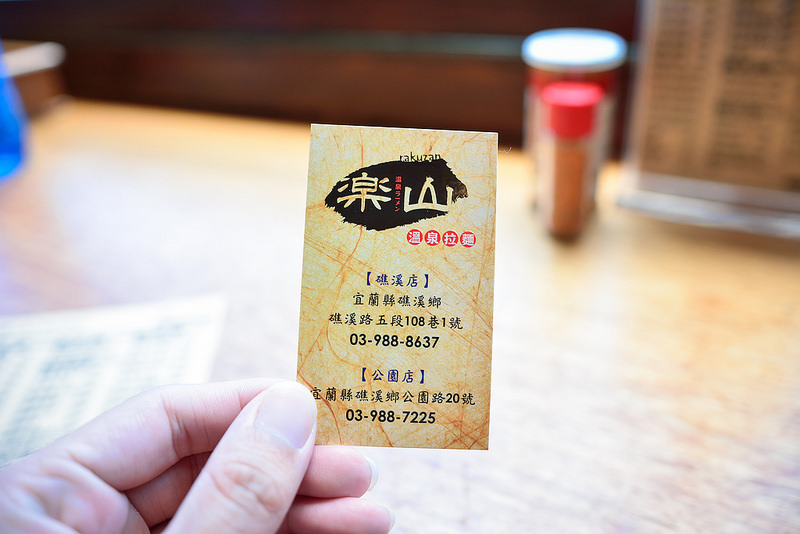 rakuzan
楽山
温泉ラーメン
溫泉拉麵
【礁溪店】
宜蘭縣礁溪鄉
礁溪路五段108巷1號
03-988-8637
【公園店】
宜蘭縣礁溪鄉公園路20號
03-988-7225